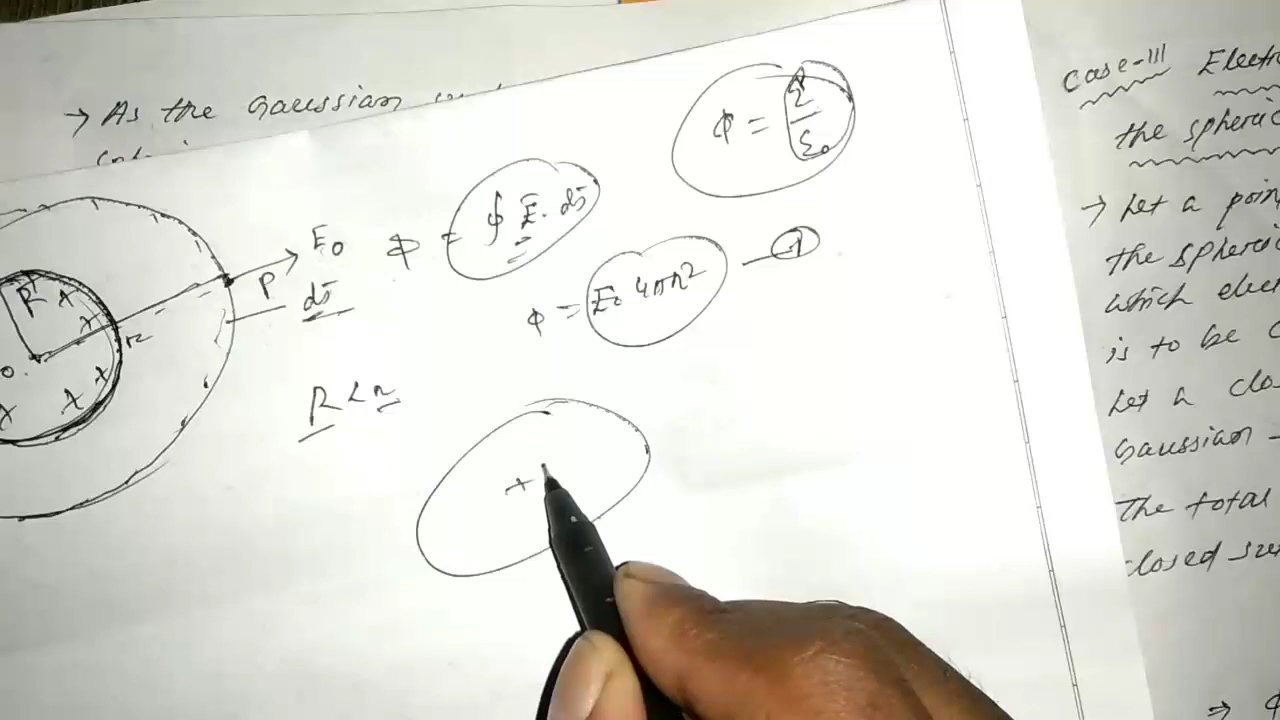 → As the Gaussian
Φ = q/ε₀
Φ = ∮ E. ds
E₀
P
ds
Φ = E. 4πr² —①
R
r
O
R < r
+
Case-III Electr
the spheric
→ Let a poin
the spheric
which elec
is to be c
Let a clo
Gaussian -
The total
closed sur
⇒ Φ